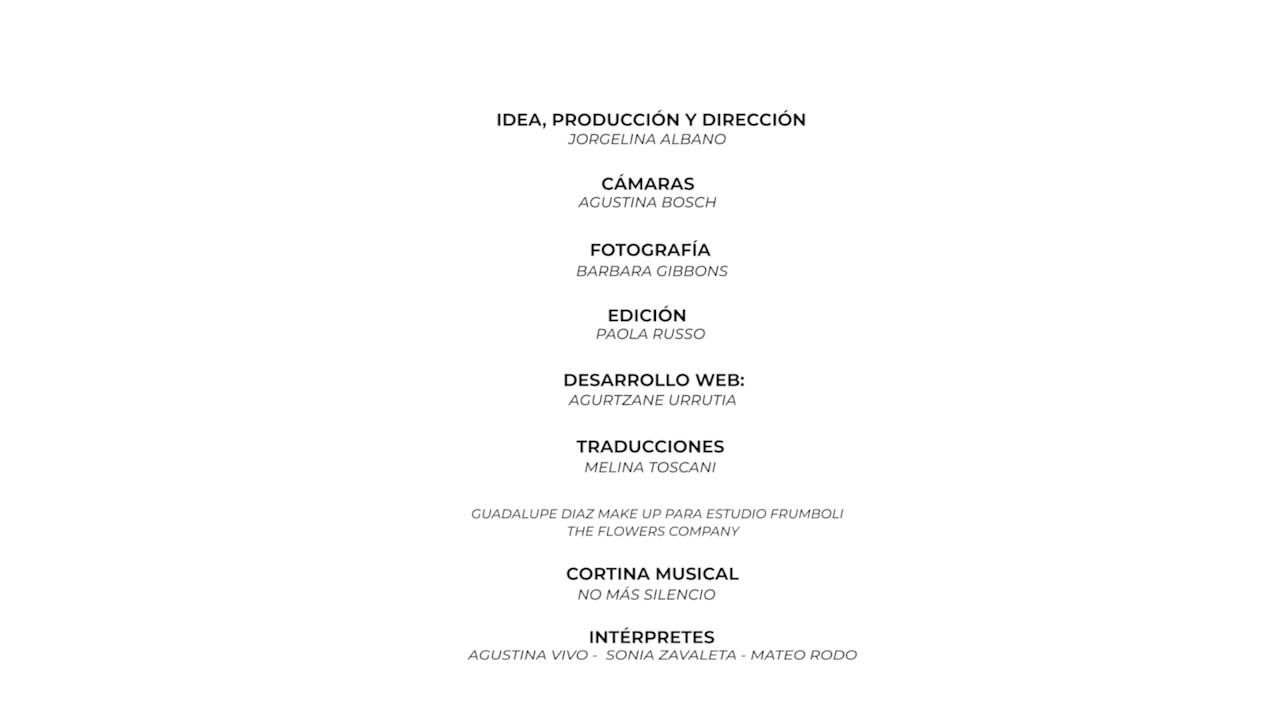 IDEA, PRODUCCIÓN Y DIRECCIÓN
JORGELINA ALBANO
CÁMARAS
AGUSTINA BOSCH
FOTOGRAFÍA
BARBARA GIBBONS
EDICIÓN
PAOLA RUSSO
DESARROLLO WEB:
AGURTZANE URRUTIA
TRADUCCIONES
MELINA TOSCANI
GUADALUPE DIAZ MAKE UP PARA ESTUDIO FRUMBOLI
THE FLOWERS COMPANY
CORTINA MUSICAL
NO MÁS SILENCIO
INTÉRPRETES
AGUSTINA VIVO - SONIA ZAVALETA - MATEO RODO